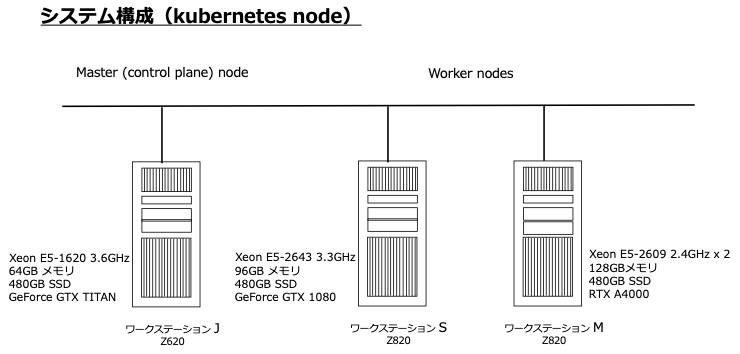 システム構成（kubernetes node）
Master (control plane) node
Worker nodes
Xeon E5-1620 3.6GHz
64GB メモリ
480GB SSD
GeForce GTX TITAN
ワークステーション J
Z620
Xeon E5-2643 3.3GHz
96GB メモリ
480GB SSD
GeForce GTX 1080
ワークステーション S
Z820
Xeon E5-2609 2.4GHz x 2
128GBメモリ
480GB SSD
RTX A4000
ワークステーション M
Z820